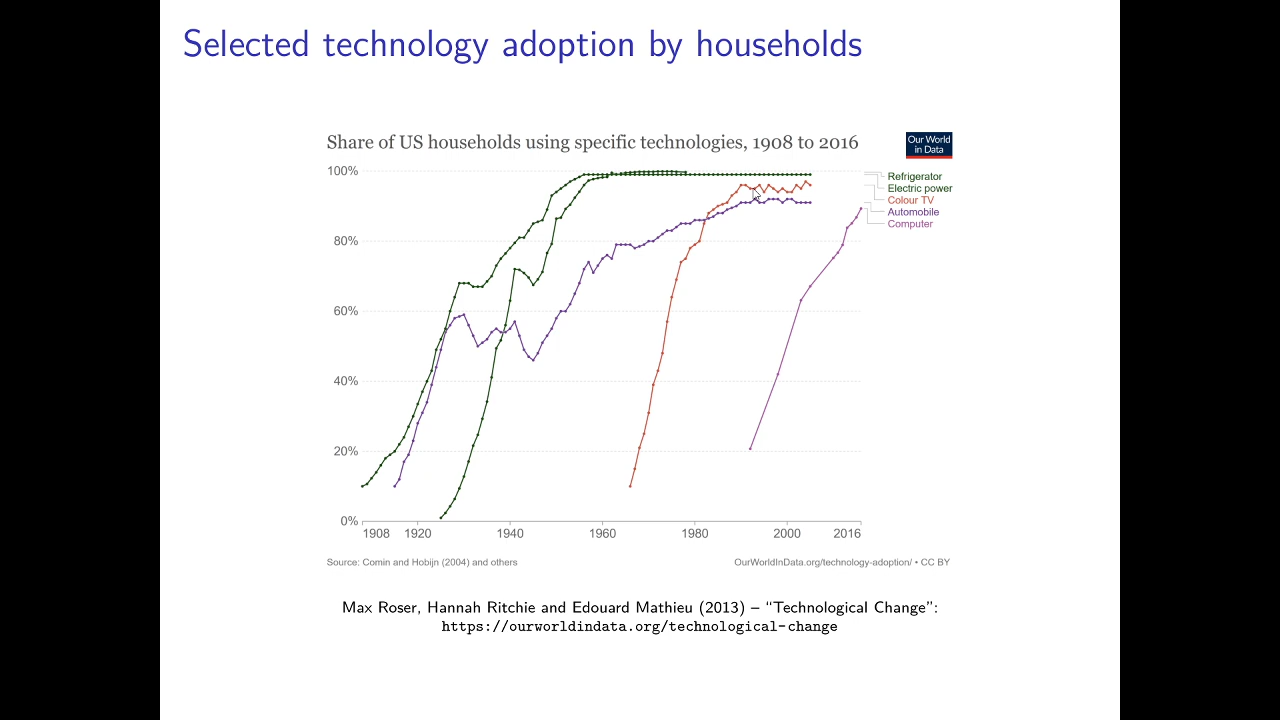 Selected technology adoption by households
Share of US households using specific technologies, 1908 to 2016
Our World
in Data
100%
80%
60%
40%
20%
0%
1908
1920
1940
1960
1980
2000
2016
Refrigerator
Electric power
Colour TV
Automobile
Computer
Source: Comin and Hobijn (2004) and others
OurWorldInData.org/technology-adoption/ • CC BY
Max Roser, Hannah Ritchie and Edouard Mathieu (2013) – “Technological Change”:
https://ourworldindata.org/technological-change